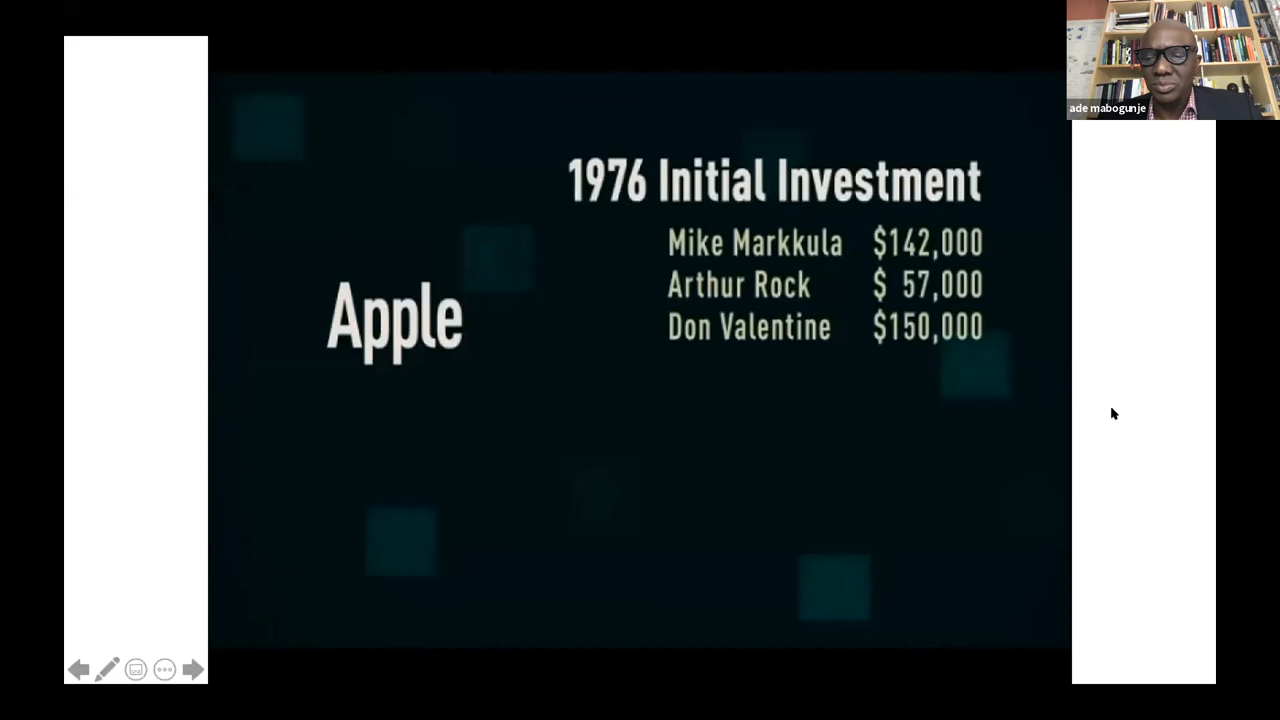 ade mabogunje
1976 Initial Investment
Mike Markkula $142,000
Arthur Rock $ 57,000
Don Valentine $150,000
Apple